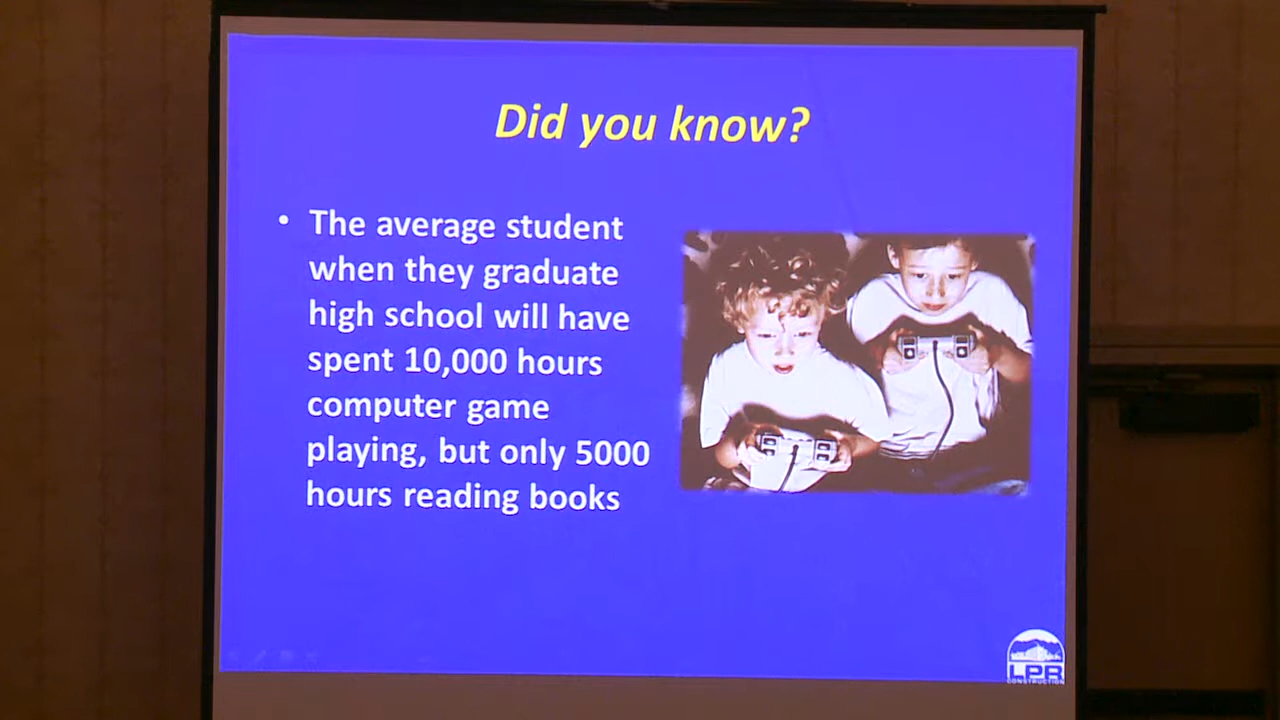 Did you know?
• The average student
when they graduate
high school will have
spent 10,000 hours
computer game
playing, but only 5000
hours reading books
LPR
CONSTRUCTION